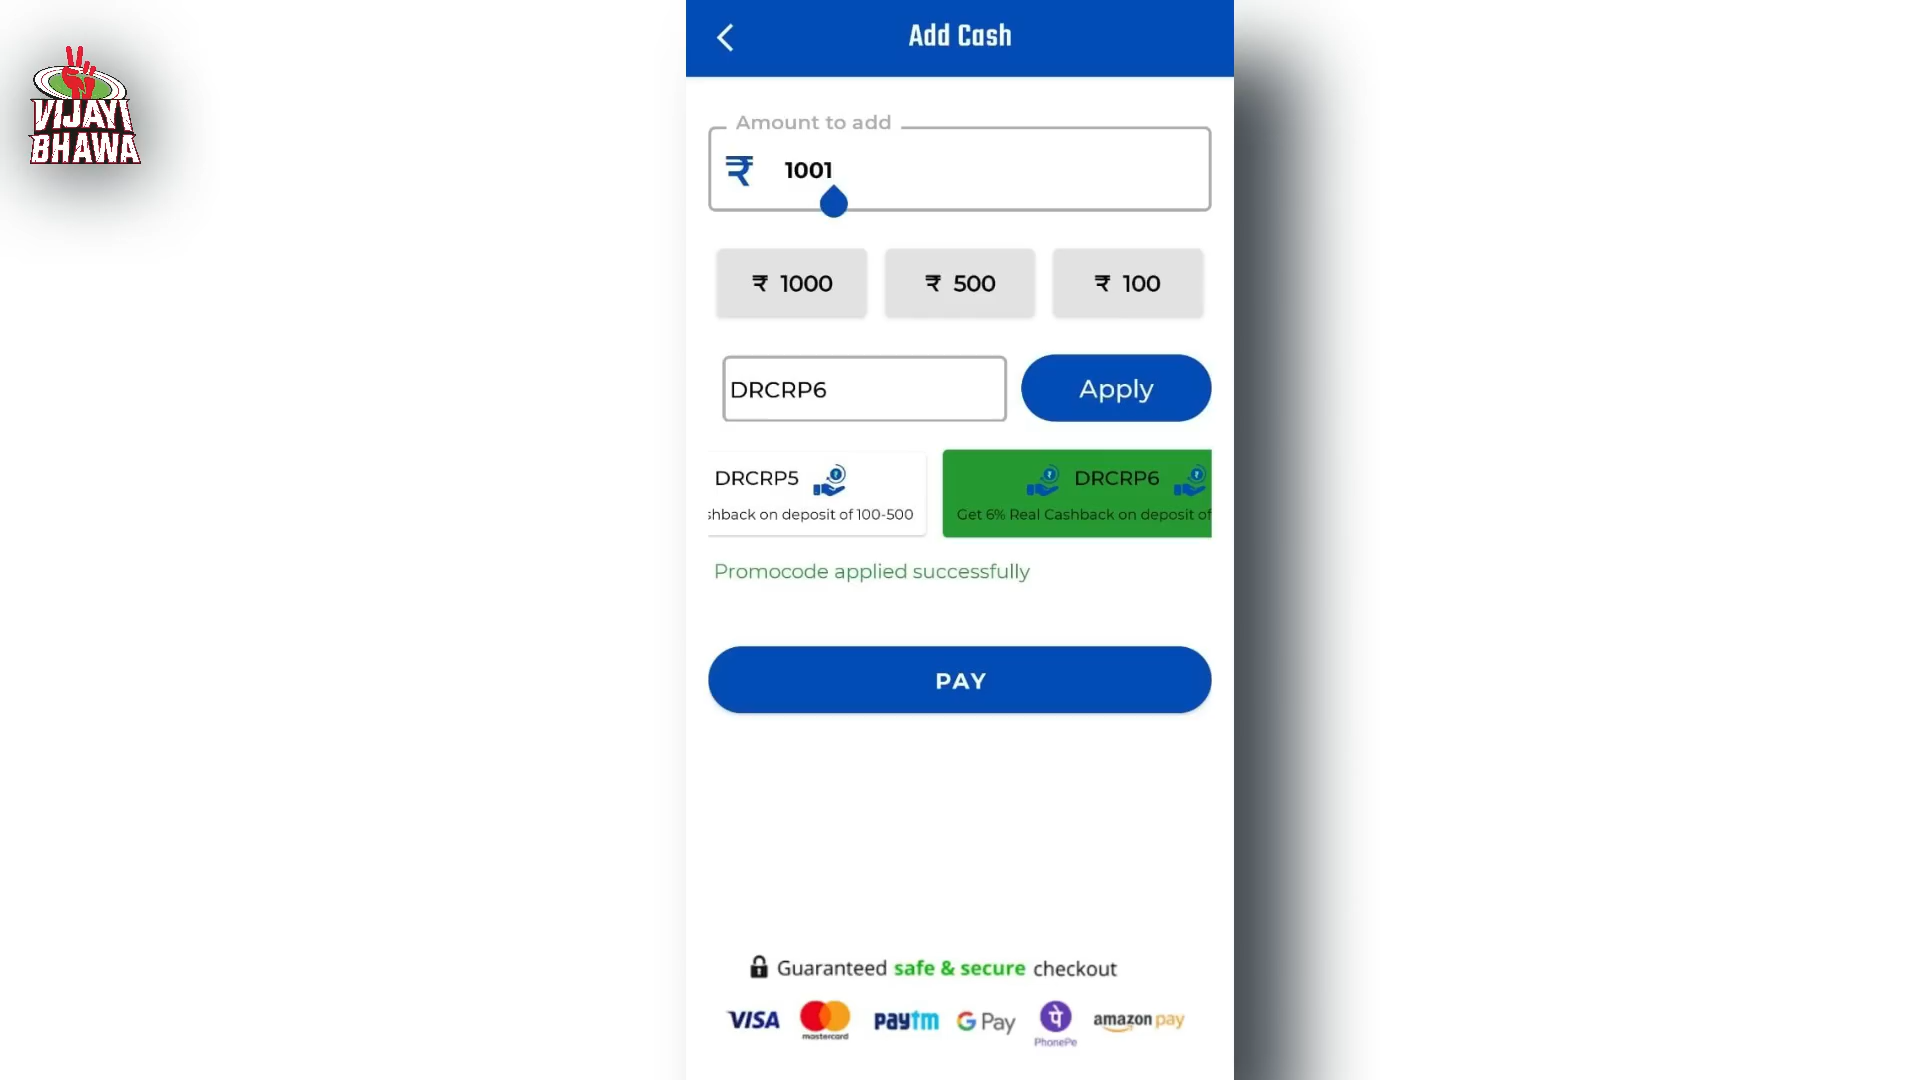 VIJAYI
BHAWA
Add Cash
Amount to add
₹ 1001
₹ 1000
₹ 500
₹ 100
DRCRP6
Apply
DRCRP5
shback on deposit of 100-500
DRCRP6
Get 6% Real Cashback on deposit of
Promocode applied successfully
PAY
Guaranteed safe & secure checkout
VISA
mastercard
paytm
G Pay
पे
PhonePe
amazon pay